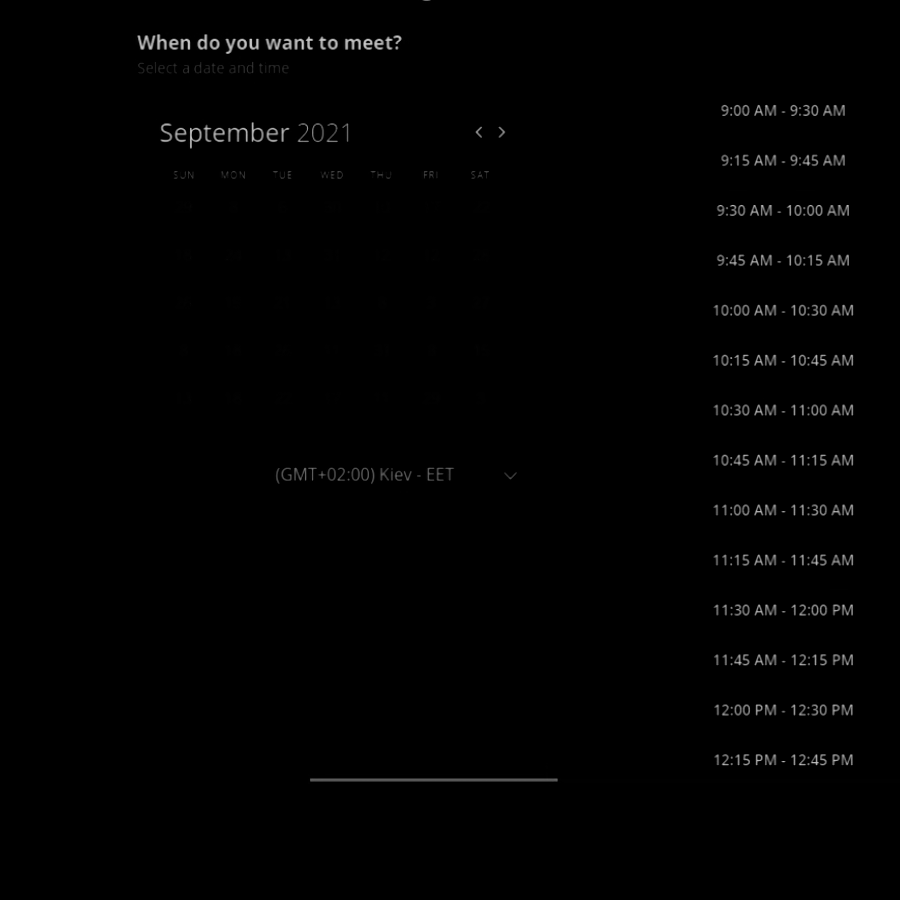 When do you want to meet?
Select a date and time
September 2021
SUN MON TUE WED THU FRI SAT
(GMT+02:00) Kiev - EET
9:00 AM - 9:30 AM
9:15 AM - 9:45 AM
9:30 AM - 10:00 AM
9:45 AM - 10:15 AM
10:00 AM - 10:30 AM
10:15 AM - 10:45 AM
10:30 AM - 11:00 AM
10:45 AM - 11:15 AM
11:00 AM - 11:30 AM
11:15 AM - 11:45 AM
11:30 AM - 12:00 PM
11:45 AM - 12:15 PM
12:00 PM - 12:30 PM
12:15 PM - 12:45 PM